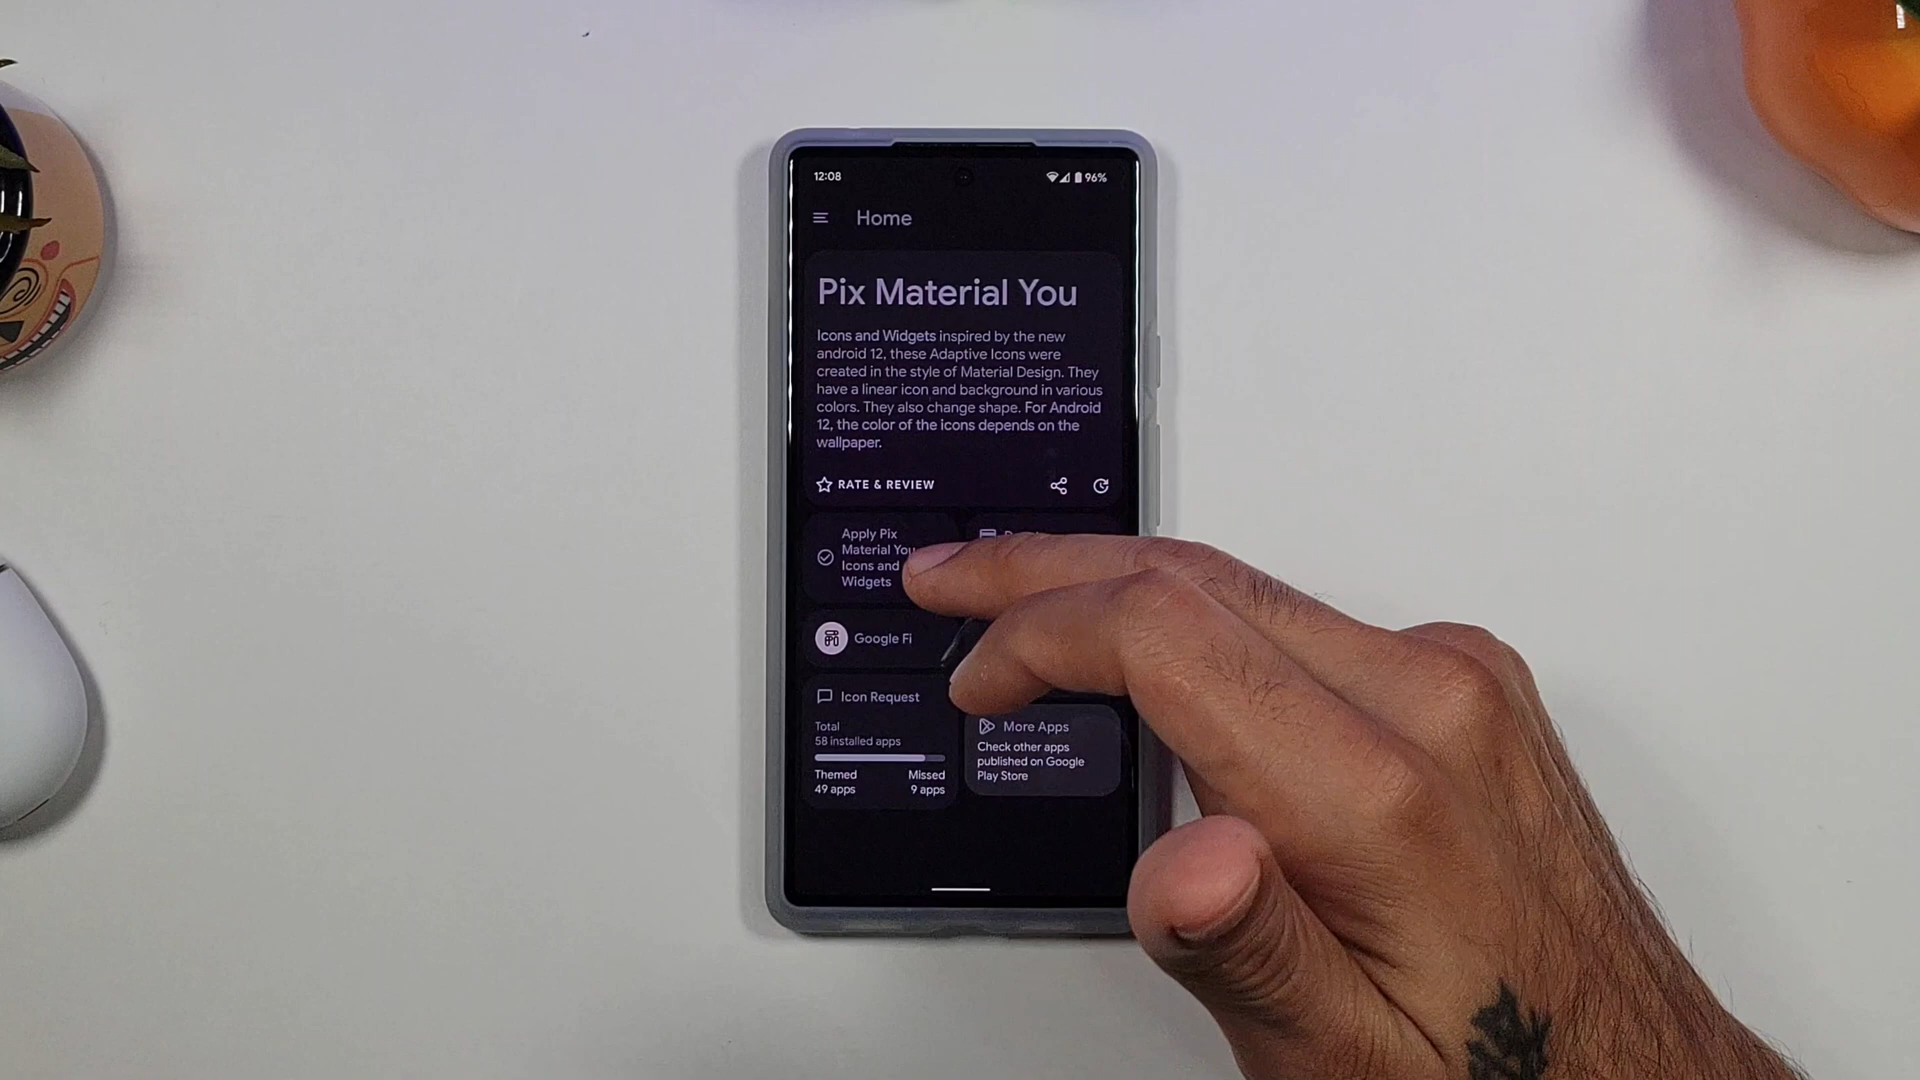 12:08
96%
Home
Pix Material You
Icons and Widgets inspired by the new
android 12, these Adaptive Icons were
created in the style of Material Design. They
have a linear icon and background in various
colors. They also change shape. For Android
12, the color of the icons depends on the
wallpaper.
RATE & REVIEW
Apply Pix
Material You
Icons and
Widgets
Google Fi
Icon Request
Total
58 installed apps
Themed
Missed
49 apps
9 apps
More Apps
Check other apps
published on Google
Play Store